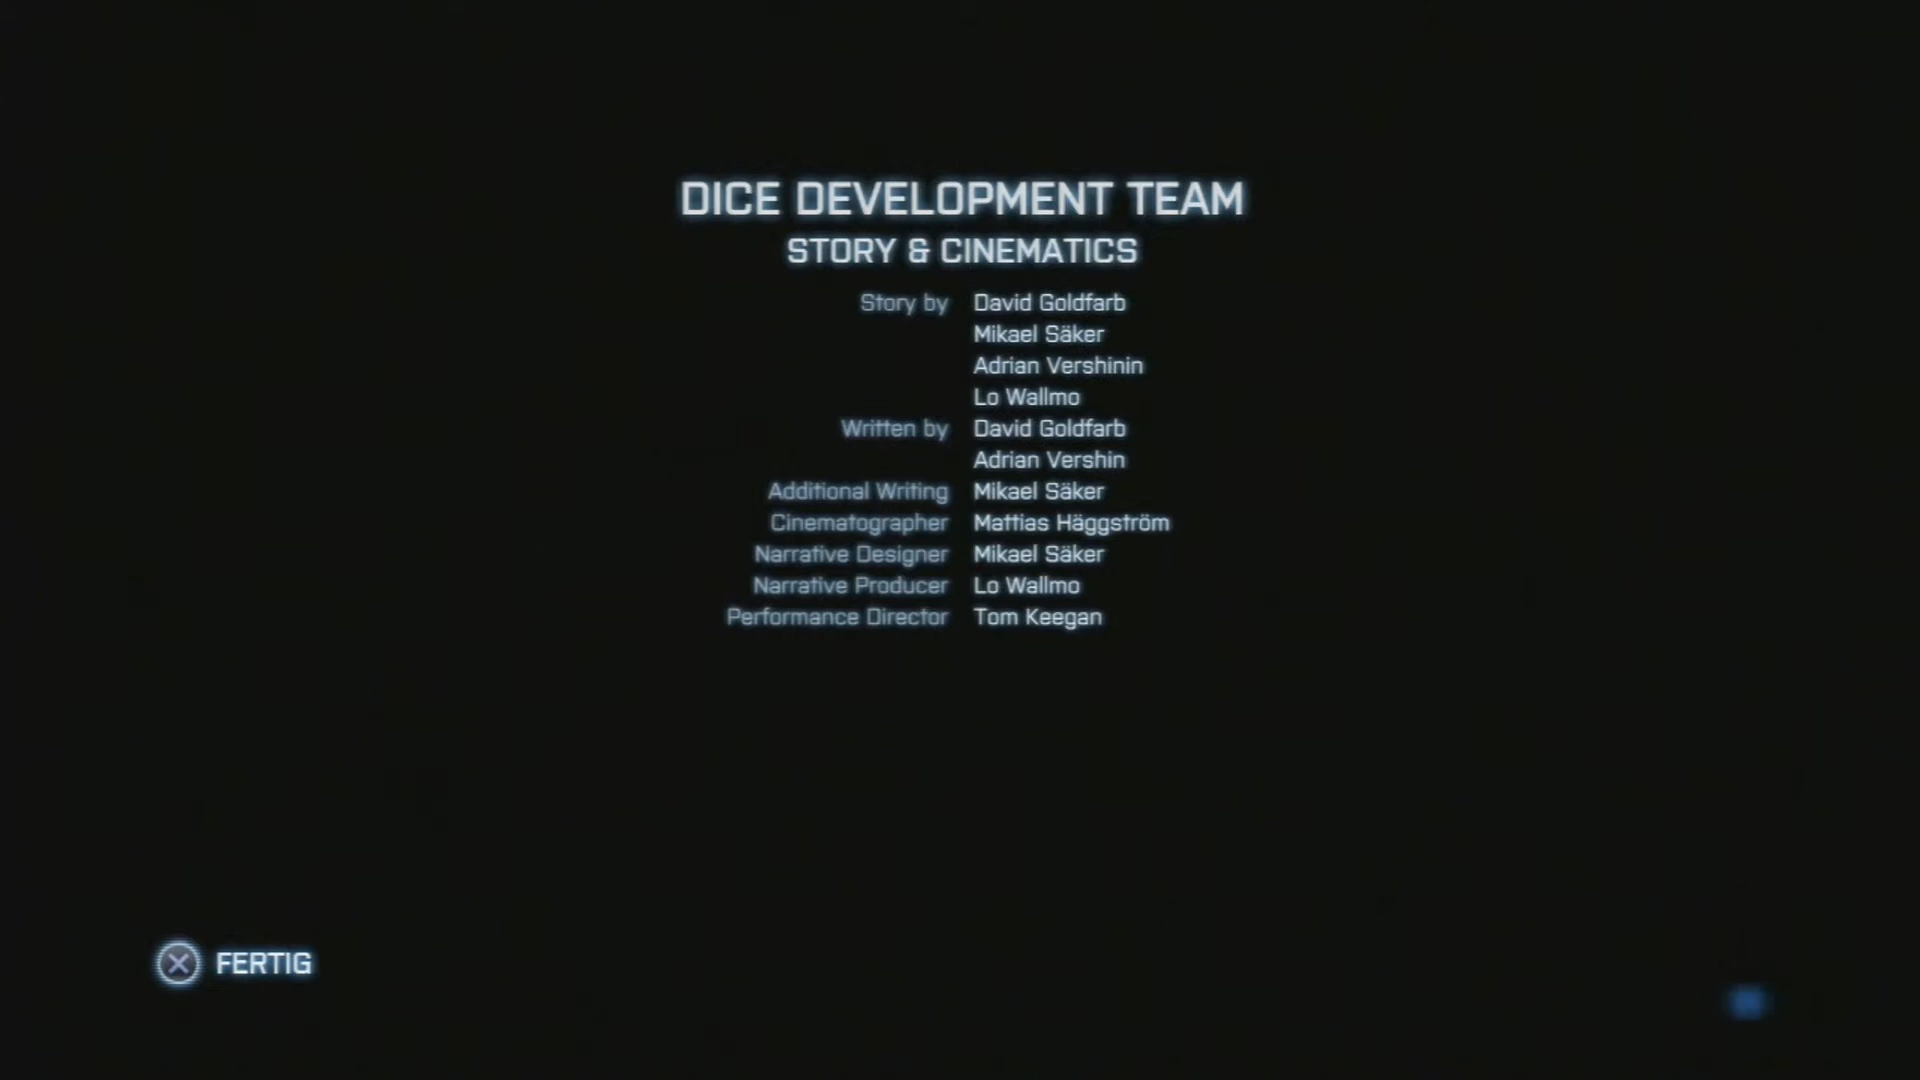 DICE DEVELOPMENT TEAM
STORY & CINEMATICS
Story by David Goldfarb
Mikael Säker
Adrian Vershinin
Lo Wallmo
Written by David Goldfarb
Adrian Vershin
Additional Writing Mikael Säker
Cinematographer Mattias Häggström
Narrative Designer Mikael Säker
Narrative Producer Lo Wallmo
Performance Director Tom Keegan
FERTIG